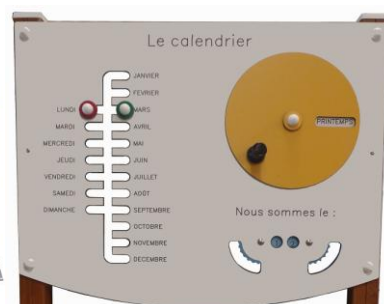 Le calendrier
JANVIER
FEVRIER
LUNDI MARS
MARDI AVRIL
MERCREDI MAI
JEUDI JUIN
VENDREDI JUILLET
SAMEDI AOÛT
DIMANCHE SEPTEMBRE
OCTOBRE
NOVEMBRE
DECEMBRE
PRINTEMPS
Nous sommes le :